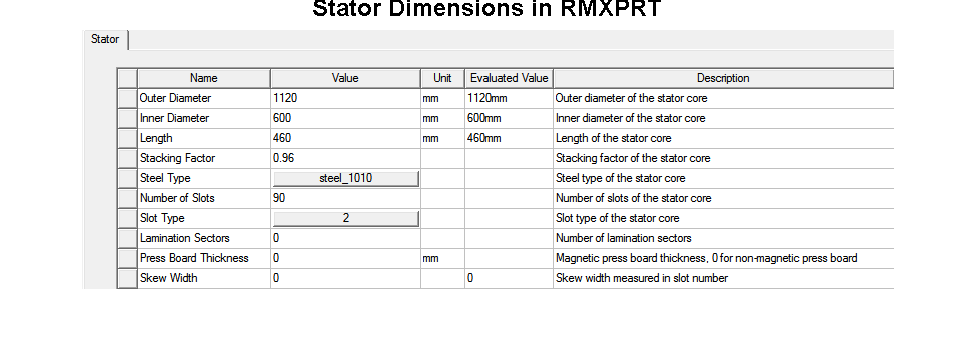 Stator Dimensions in RMXPRT
Stator
Name Value Unit Evaluated Value Description
Outer Diameter 1120 mm 1120mm Outer diameter of the stator core
Inner Diameter 600 mm 600mm Inner diameter of the stator core
Length 460 mm 460mm Length of the stator core
Stacking Factor 0.96 Stacking factor of the stator core
Steel Type steel_1010 Steel type of the stator core
Number of Slots 90 Number of slots of the stator core
Slot Type 2 Slot type of the stator core
Lamination Sectors 0 Number of lamination sectors
Press Board Thickness 0 mm Magnetic press board thickness, 0 for non-magnetic press board
Skew Width 0 0 Skew width measured in slot number